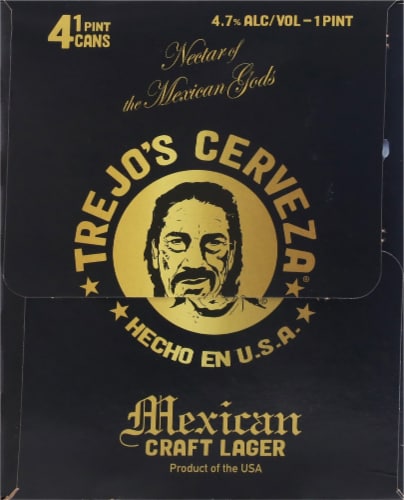 4 1 PINT CANS
4.7% ALC/VOL – 1 PINT
Nectar of
the Mexican Gods
TREJO'S CERVEZA®
HECHO EN U.S.A.
Mexican
CRAFT LAGER
Product of the USA